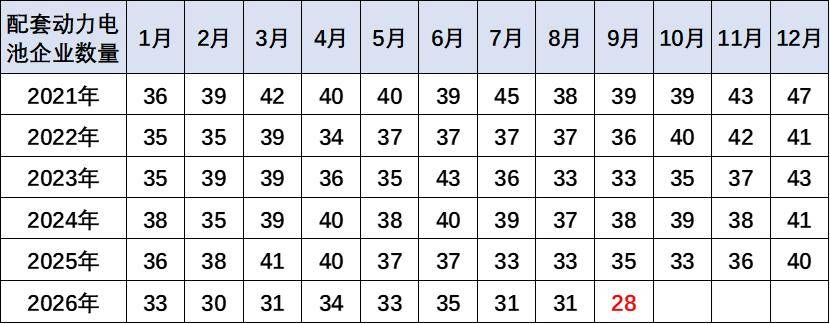 配套动力电池企业数量 1月 2月 3月 4月 5月 6月 7月 8月 9月 10月 11月 12月
2021年 36 39 42 40 40 39 45 38 39 39 43 47
2022年 35 35 39 34 37 37 37 37 36 40 42 41
2023年 35 39 39 36 35 43 36 33 33 35 37 43
2024年 38 35 39 40 38 40 39 37 38 39 38 41
2025年 36 38 41 40 37 37 33 33 35 33 36 40
2026年 33 30 31 34 33 35 31 31 28